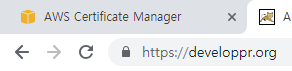 AWS Certificate Manager
A
https://developpr.org